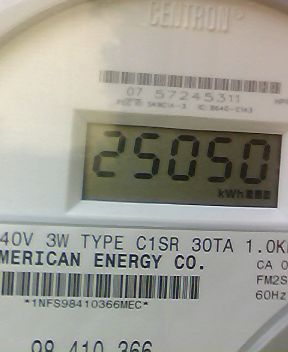 CENTRON®
07 57245311
25050
kWh
40V 3W TYPE C1SR 30TA 1.0K
MERICAN ENERGY CO.
CA 0
FM2S
60Hz
*1NFS98410366MEC*
98 410 366